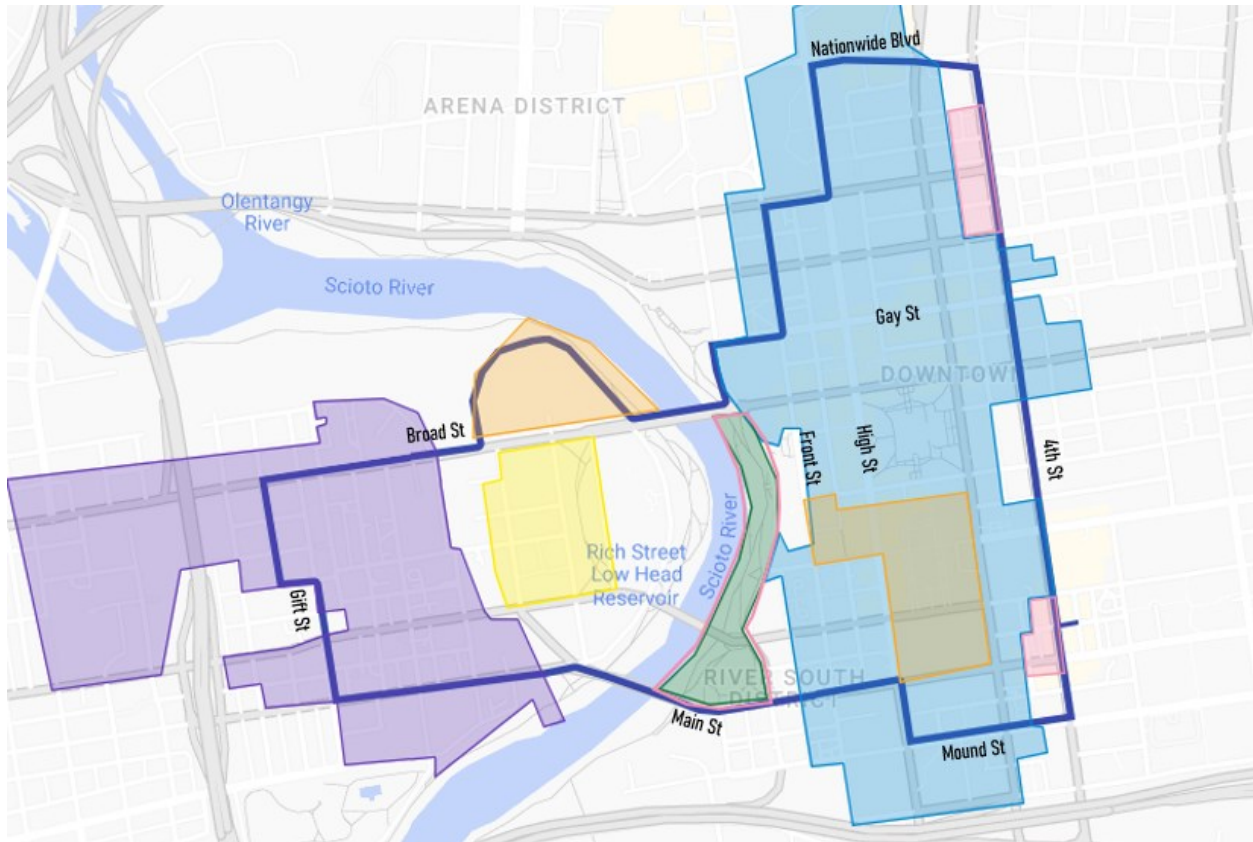 Nationwide Blvd
ARENA DISTRICT
Olentangy
River
Scioto River
Gay St
DOWNTOWN
Broad St
Front St
High St
4th St
Scioto River
Rich Street
Low Head
Reservoir
Gift St
RIVER SOUTH
DISTRICT
Main St
Mound St